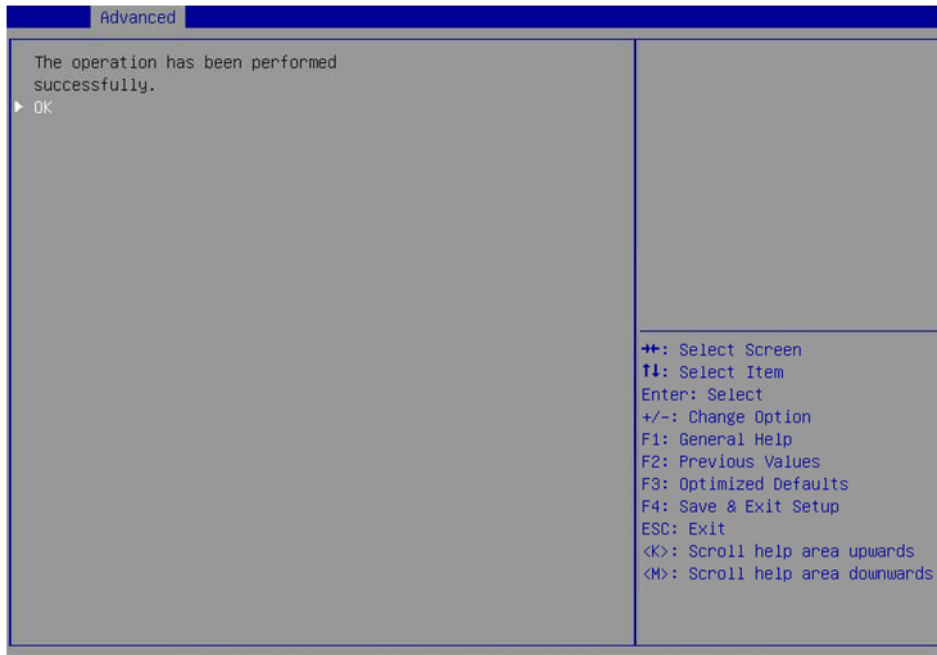 Advanced
The operation has been performed
successfully.
OK
→←: Select Screen
↑↓: Select Item
Enter: Select
+/-: Change Option
F1: General Help
F2: Previous Values
F3: Optimized Defaults
F4: Save & Exit Setup
ESC: Exit
<K>: Scroll help area upwards
<M>: Scroll help area downwards